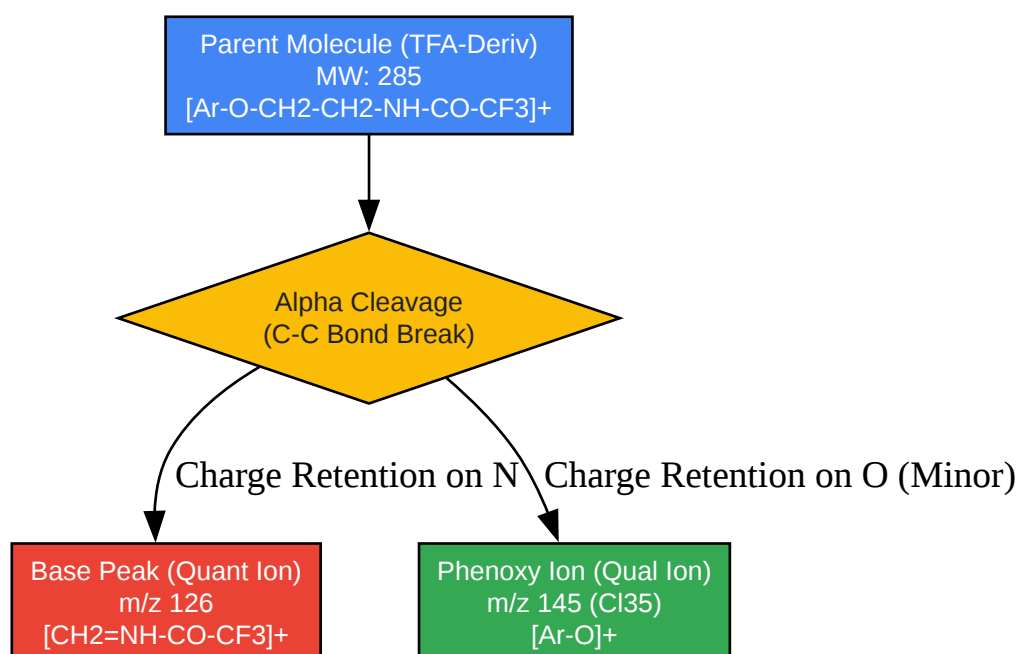 Parent Molecule (TFA-Deriv)
MW: 285
[Ar-O-CH2-CH2-NH-CO-CF3]+
Alpha Cleavage
(C-C Bond Break)
Charge Retention on N
Charge Retention on O (Minor)
Base Peak (Quant Ion)
m/z 126
[CH2=NH-CO-CF3]+
Phenoxy Ion (Qual Ion)
m/z 145 (Cl35)
[Ar-O]+